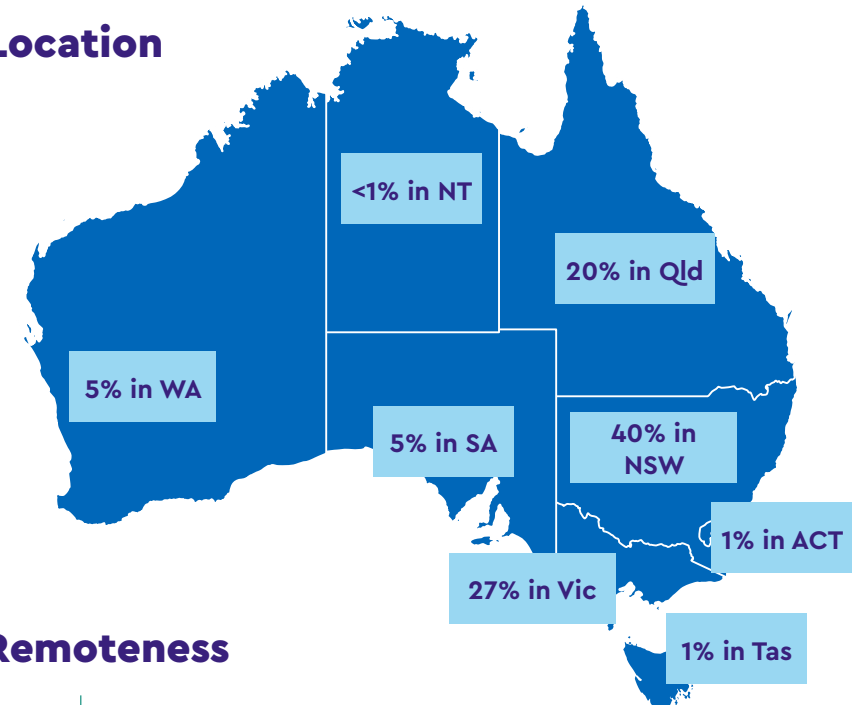 Location
<1% in NT
20% in Qld
5% in WA
5% in SA
40% in
NSW
1% in ACT
27% in Vic
1% in Tas
Remoteness